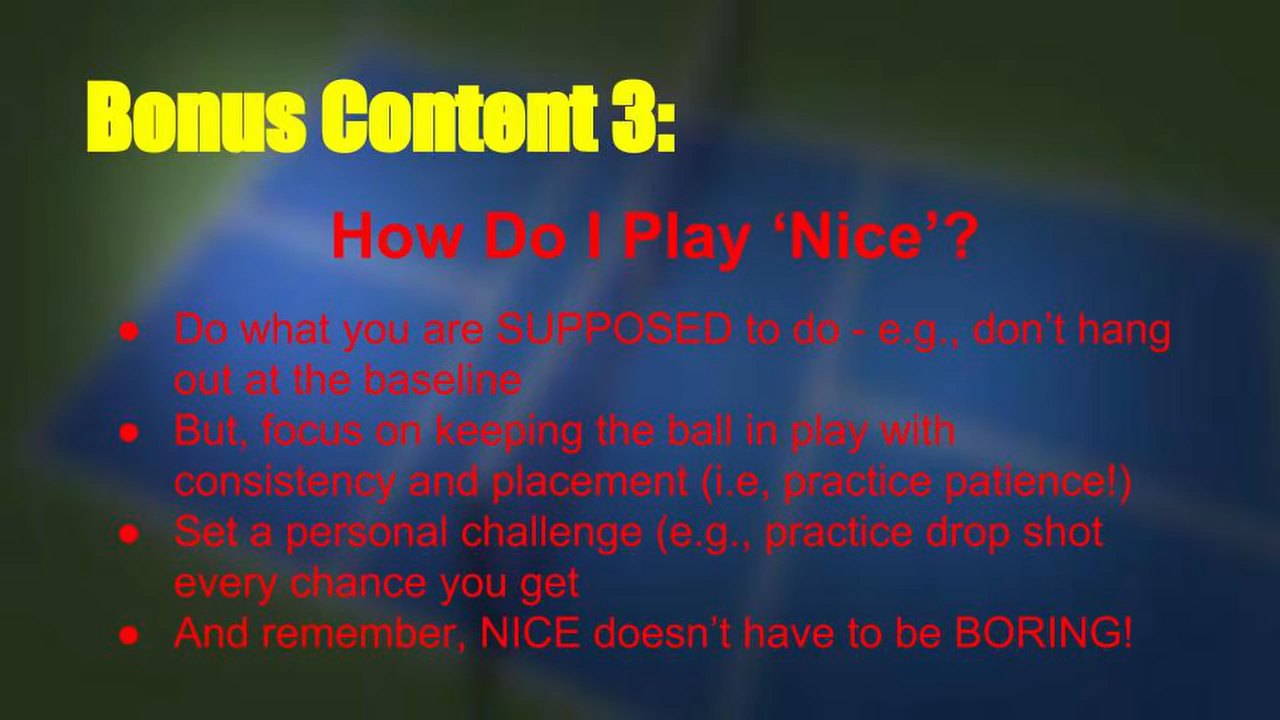 Bonus Content 3:
How Do I Play ‘Nice’?
● Do what you are SUPPOSED to do - e.g., don’t hang
out at the baseline
● But, focus on keeping the ball in play with
consistency and placement (i.e, practice patience!)
● Set a personal challenge (e.g., practice drop shot
every chance you get
● And remember, NICE doesn’t have to be BORING!